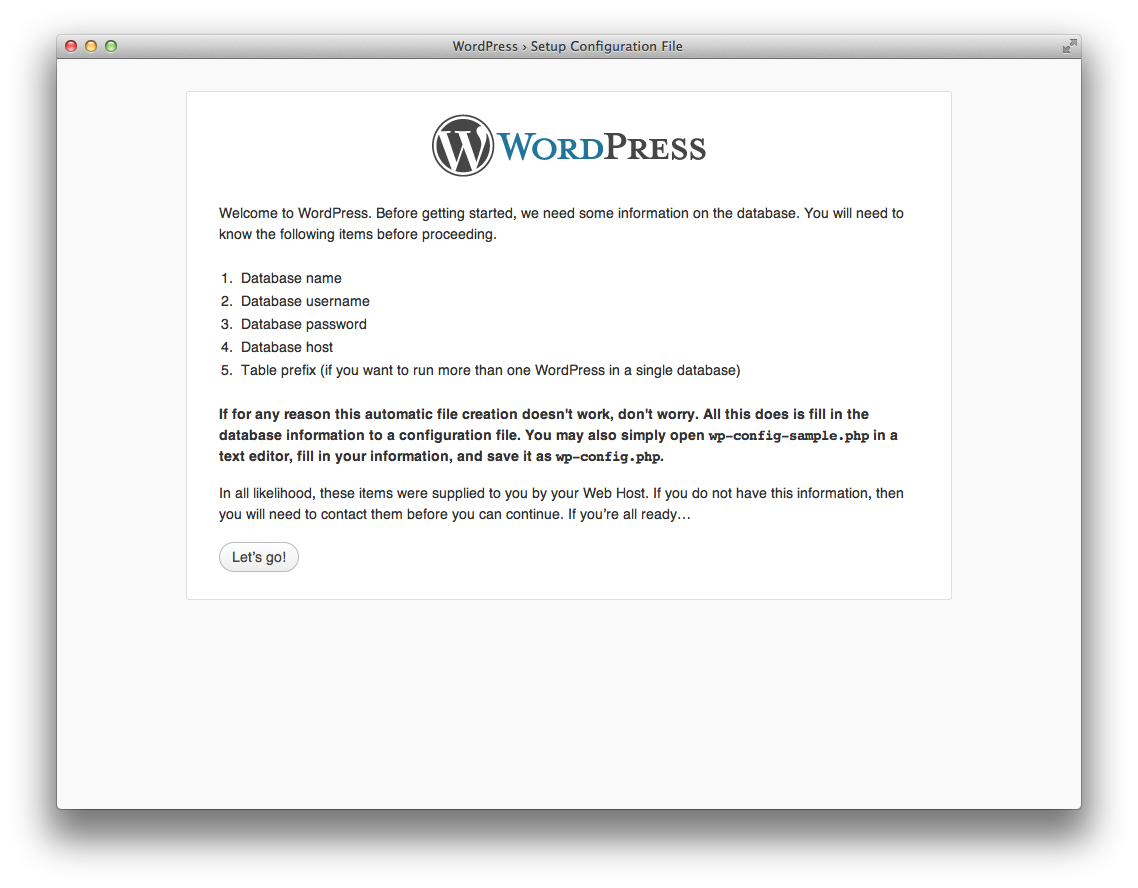 WordPress › Setup Configuration File
WORDPRESS
Welcome to WordPress. Before getting started, we need some information on the database. You will need to
know the following items before proceeding.
1. Database name
2. Database username
3. Database password
4. Database host
5. Table prefix (if you want to run more than one WordPress in a single database)
If for any reason this automatic file creation doesn't work, don't worry. All this does is fill in the
database information to a configuration file. You may also simply open wp-config-sample.php in a
text editor, fill in your information, and save it as wp-config.php.
In all likelihood, these items were supplied to you by your Web Host. If you do not have this information, then
you will need to contact them before you can continue. If you’re all ready…
Let’s go!